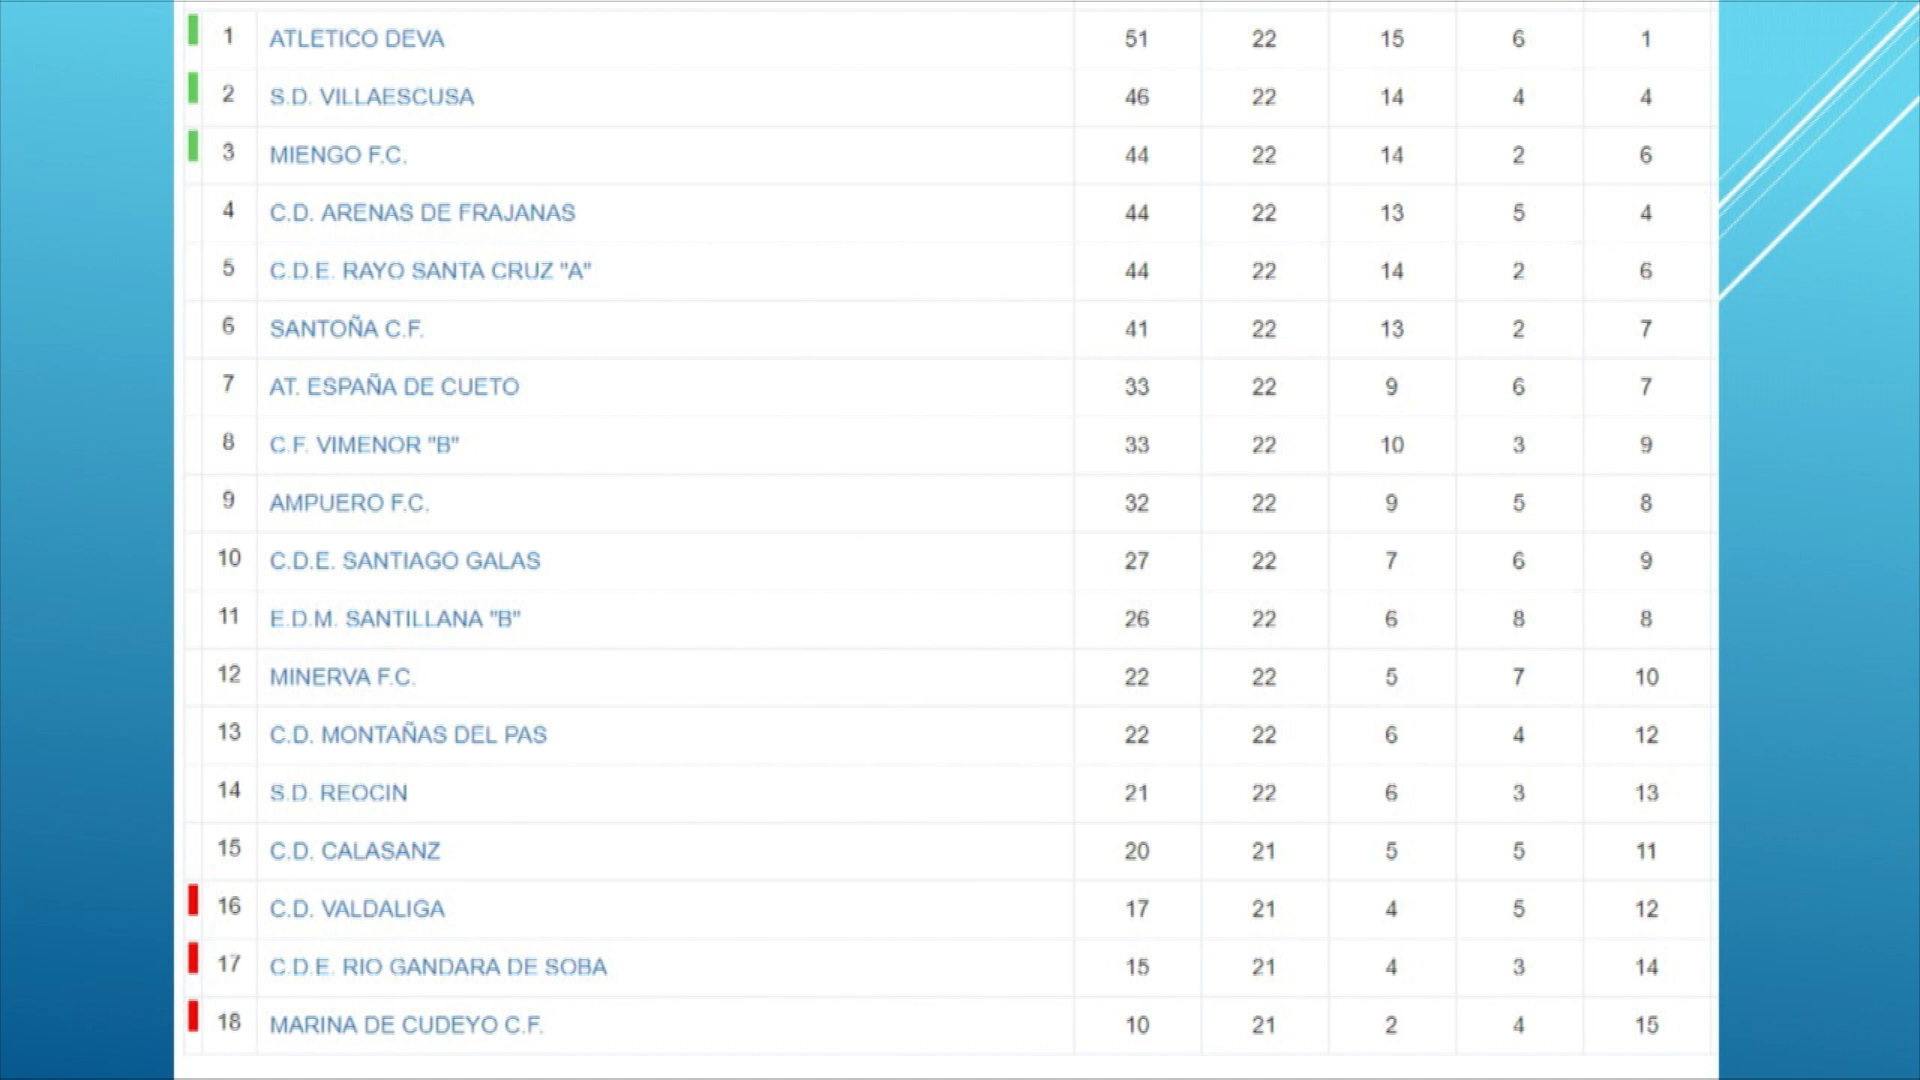 1 ATLETICO DEVA 51 22 15 6 1
2 S.D. VILLAESCUSA 46 22 14 4 4
3 MIENGO F.C. 44 22 14 2 6
4 C.D. ARENAS DE FRAJANAS 44 22 13 5 4
5 C.D.E. RAYO SANTA CRUZ "A" 44 22 14 2 6
6 SANTOÑA C.F. 41 22 13 2 7
7 AT. ESPAÑA DE CUETO 33 22 9 6 7
8 C.F. VIMENOR "B" 33 22 10 3 9
9 AMPUERO F.C. 32 22 9 5 8
10 C.D.E. SANTIAGO GALAS 27 22 7 6 9
11 E.D.M. SANTILLANA "B" 26 22 6 8 8
12 MINERVA F.C. 22 22 5 7 10
13 C.D. MONTAÑAS DEL PAS 22 22 6 4 12
14 S.D. REOCIN 21 22 6 3 13
15 C.D. CALASANZ 20 21 5 5 11
16 C.D. VALDALIGA 17 21 4 5 12
17 C.D.E. RIO GANDARA DE SOBA 15 21 4 3 14
18 MARINA DE CUDEYO C.F. 10 21 2 4 15